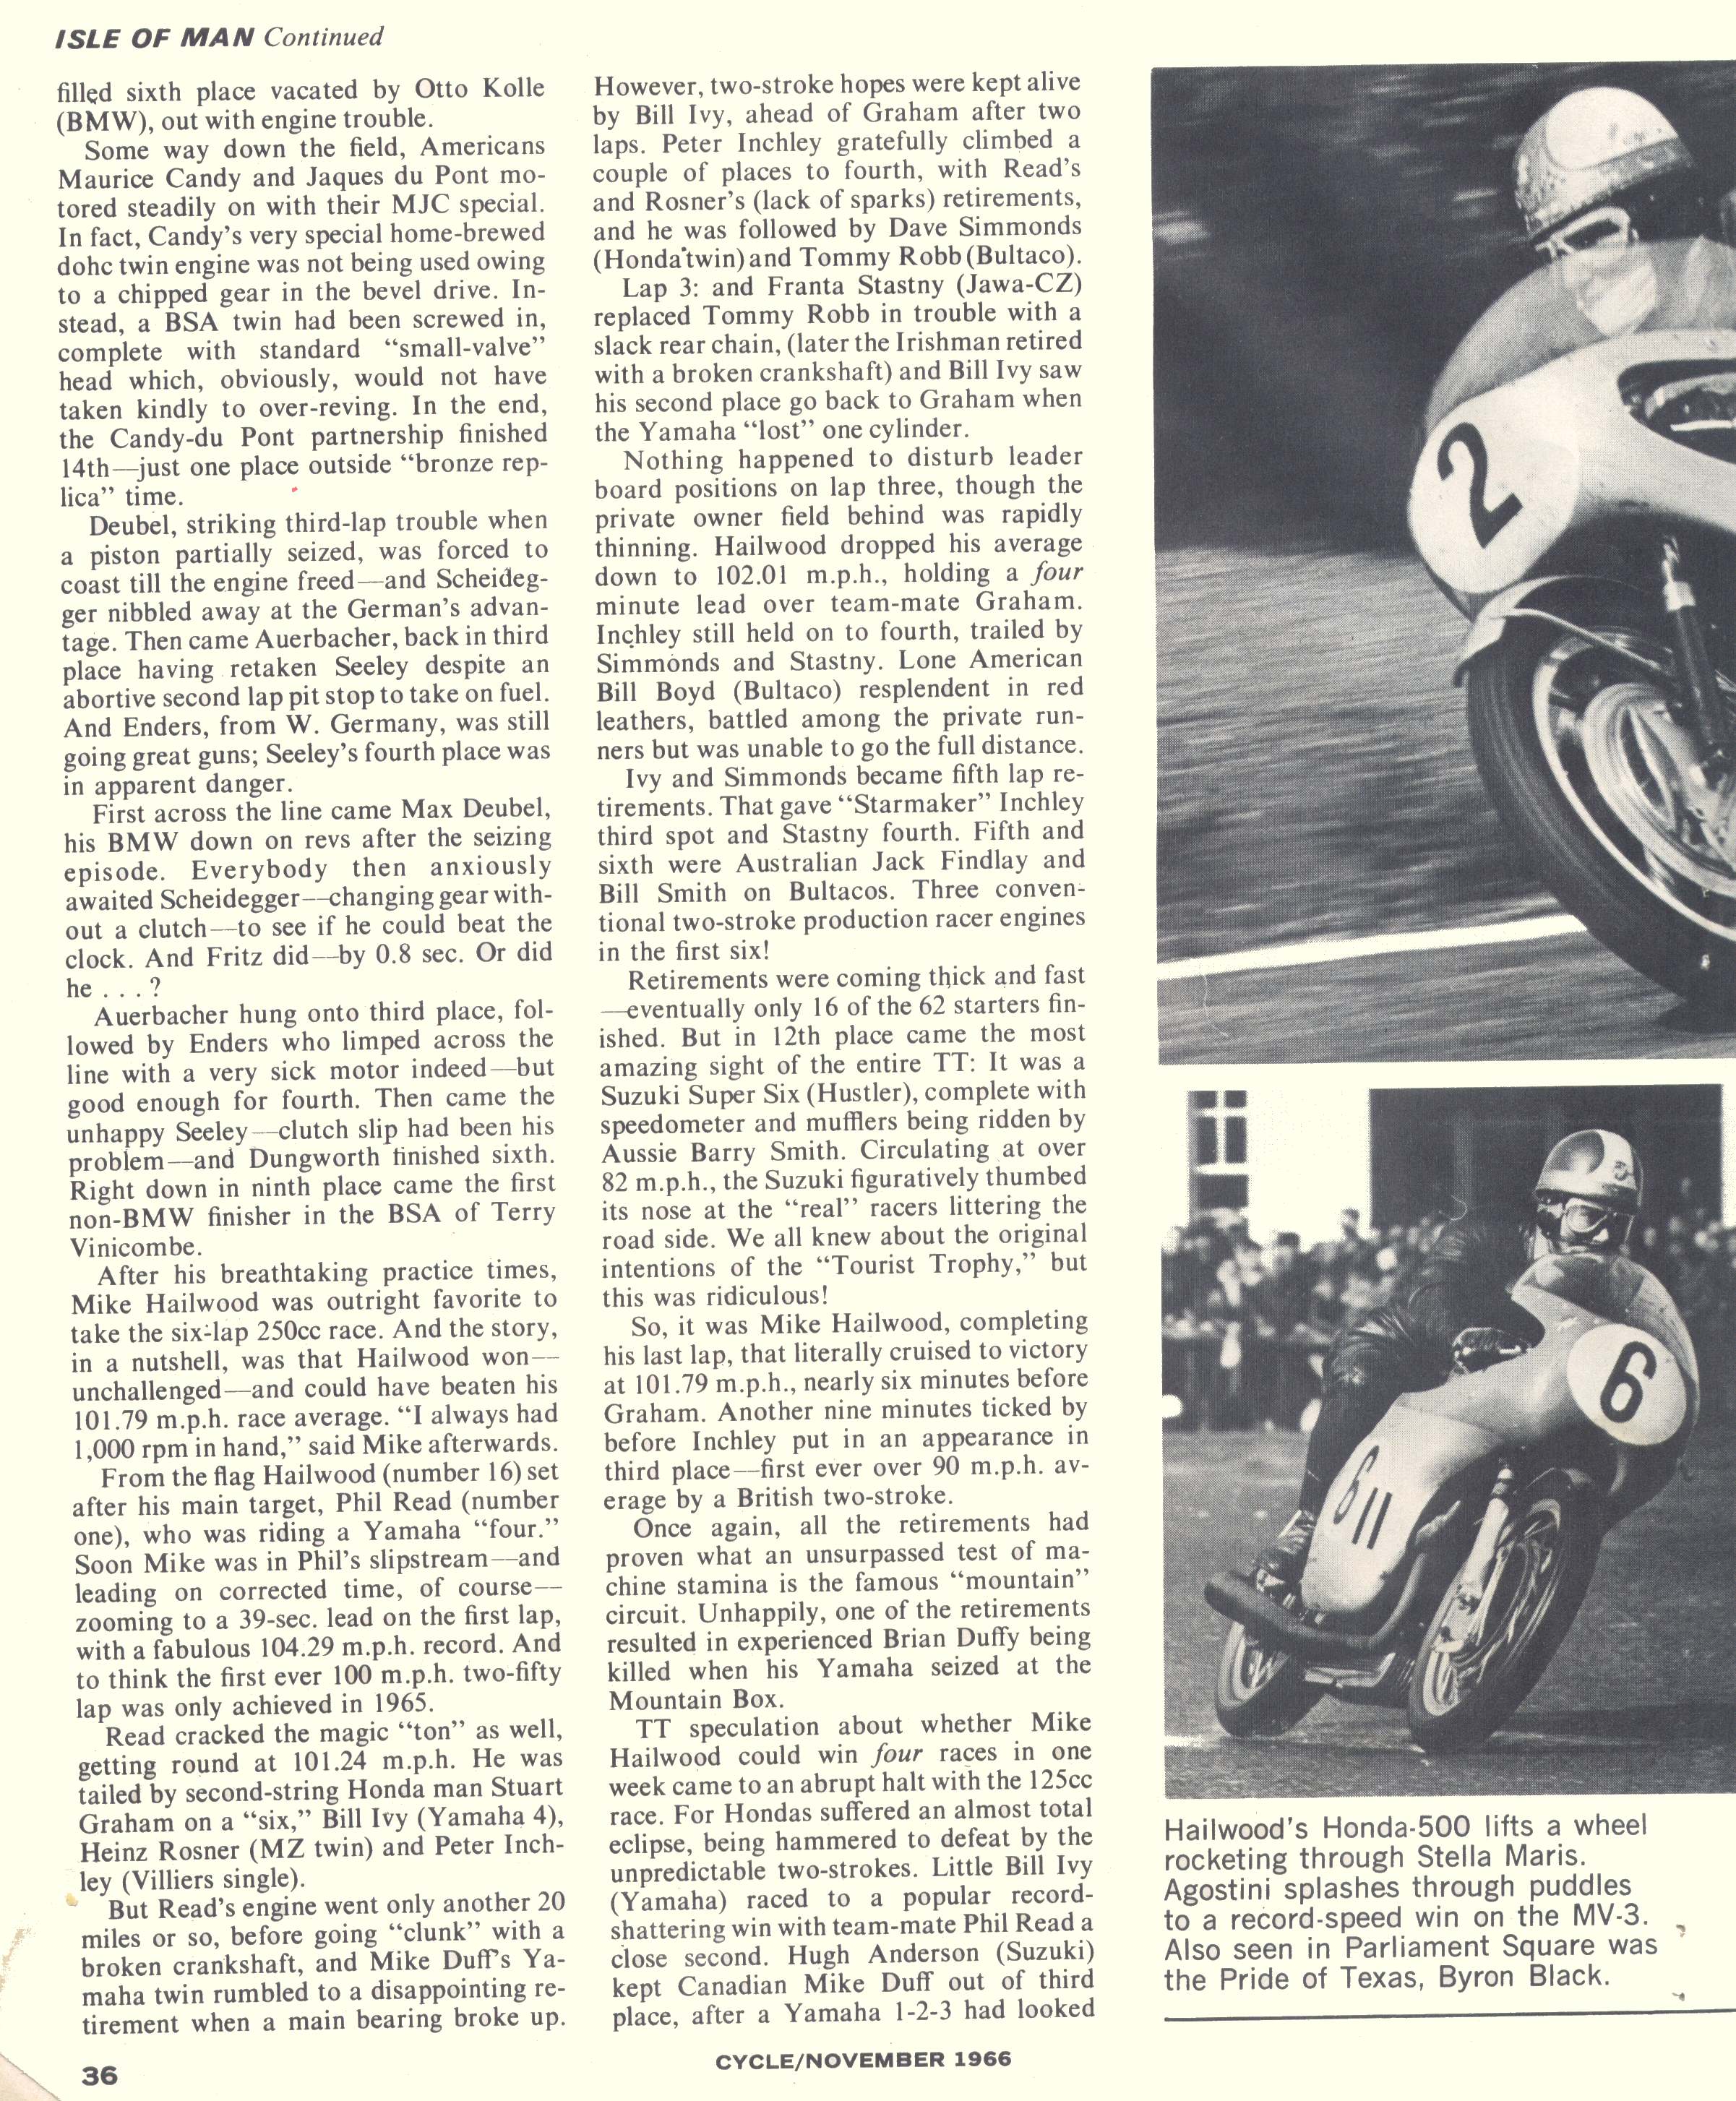 ISLE OF MAN Continued
filled sixth place vacated by Otto Kolle
(BMW), out with engine trouble.
Some way down the field, Americans
Maurice Candy and Jaques du Pont mo-
tored steadily on with their MJC special.
In fact, Candy's very special home-brewed
dohc twin engine was not being used owing
to a chipped gear in the bevel drive. In-
stead, a BSA twin had been screwed in,
complete with standard "small-valve"
head which, obviously, would not have
taken kindly to over-reving. In the end,
the Candy-du Pont partnership finished
14th—just one place outside "bronze rep-
lica" time.
Deubel, striking third-lap trouble when
a piston partially seized, was forced to
coast till the engine freed—and Scheideg-
ger nibbled away at the German's advan-
tage. Then came Auerbacher, back in third
place having retaken Seeley despite an
abortive second lap pit stop to take on fuel.
And Enders, from W. Germany, was still
going great guns; Seeley's fourth place was
in apparent danger.
First across the line came Max Deubel,
his BMW down on revs after the seizing
episode. Everybody then anxiously
awaited Scheidegger—changing gear with-
out a clutch—to see if he could beat the
clock. And Fritz did—by 0.8 sec. Or did
he . . . ?
Auerbacher hung onto third place, fol-
lowed by Enders who limped across the
line with a very sick motor indeed—but
good enough for fourth. Then came the
unhappy Seeley—clutch slip had been his
problem—and Dungworth finished sixth.
Right down in ninth place came the first
non-BMW finisher in the BSA of Terry
Vinicombe.
After his breathtaking practice times,
Mike Hailwood was outright favorite to
take the six-lap 250cc race. And the story,
in a nutshell, was that Hailwood won—
unchallenged—and could have beaten his
101.79 m.p.h. race average. "I always had
1,000 rpm in hand," said Mike afterwards.
From the flag Hailwood (number 16) set
after his main target, Phil Read (number
one), who was riding a Yamaha "four."
Soon Mike was in Phil's slipstream—and
leading on corrected time, of course—
zooming to a 39-sec. lead on the first lap,
with a fabulous 104.29 m.p.h. record. And
to think the first ever 100 m.p.h. two-fifty
lap was only achieved in 1965.
Read cracked the magic "ton" as well,
getting round at 101.24 m.p.h. He was
tailed by second-string Honda man Stuart
Graham on a "six," Bill Ivy (Yamaha 4),
Heinz Rosner (MZ twin) and Peter Inch-
ley (Villiers single).
But Read's engine went only another 20
miles or so, before going "clunk" with a
broken crankshaft, and Mike Duff's Ya-
maha twin rumbled to a disappointing re-
tirement when a main bearing broke up.
However, two-stroke hopes were kept alive
by Bill Ivy, ahead of Graham after two
laps. Peter Inchley gratefully climbed a
couple of places to fourth, with Read's
and Rosner's (lack of sparks) retirements,
and he was followed by Dave Simmonds
(Honda twin) and Tommy Robb (Bultaco).
Lap 3: and Franta Stastny (Jawa-CZ)
replaced Tommy Robb in trouble with a
slack rear chain, (later the Irishman retired
with a broken crankshaft) and Bill Ivy saw
his second place go back to Graham when
the Yamaha "lost" one cylinder.
Nothing happened to disturb leader
board positions on lap three, though the
private owner field behind was rapidly
thinning. Hailwood dropped his average
down to 102.01 m.p.h., holding a four
minute lead over team-mate Graham.
Inchley still held on to fourth, trailed by
Simmonds and Stastny. Lone American
Bill Boyd (Bultaco) resplendent in red
leathers, battled among the private run-
ners but was unable to go the full distance.
Ivy and Simmonds became fifth lap re-
tirements. That gave "Starmaker" Inchley
third spot and Stastny fourth. Fifth and
sixth were Australian Jack Findlay and
Bill Smith on Bultacos. Three conven-
tional two-stroke production racer engines
in the first six!
Retirements were coming thick and fast
—eventually only 16 of the 62 starters fin-
ished. But in 12th place came the most
amazing sight of the entire TT: It was a
Suzuki Super Six (Hustler), complete with
speedometer and mufflers being ridden by
Aussie Barry Smith. Circulating at over
82 m.p.h., the Suzuki figuratively thumbed
its nose at the "real" racers littering the
road side. We all knew about the original
intentions of the "Tourist Trophy," but
this was ridiculous!
So, it was Mike Hailwood, completing
his last lap, that literally cruised to victory
at 101.79 m.p.h., nearly six minutes before
Graham. Another nine minutes ticked by
before Inchley put in an appearance in
third place—first ever over 90 m.p.h. av-
erage by a British two-stroke.
Once again, all the retirements had
proven what an unsurpassed test of ma-
chine stamina is the famous "mountain"
circuit. Unhappily, one of the retirements
resulted in experienced Brian Duffy being
killed when his Yamaha seized at the
Mountain Box.
TT speculation about whether Mike
Hailwood could win four races in one
week came to an abrupt halt with the 125cc
race. For Hondas suffered an almost total
eclipse, being hammered to defeat by the
unpredictable two-strokes. Little Bill Ivy
(Yamaha) raced to a popular record-
shattering win with team-mate Phil Read a
close second. Hugh Anderson (Suzuki)
kept Canadian Mike Duff out of third
place, after a Yamaha 1-2-3 had looked
2
6
6 11
Hailwood's Honda-500 lifts a wheel
rocketing through Stella Maris.
Agostini splashes through puddles
to a record-speed win on the MV-3.
Also seen in Parliament Square was
the Pride of Texas, Byron Black.
36
CYCLE/NOVEMBER 1966